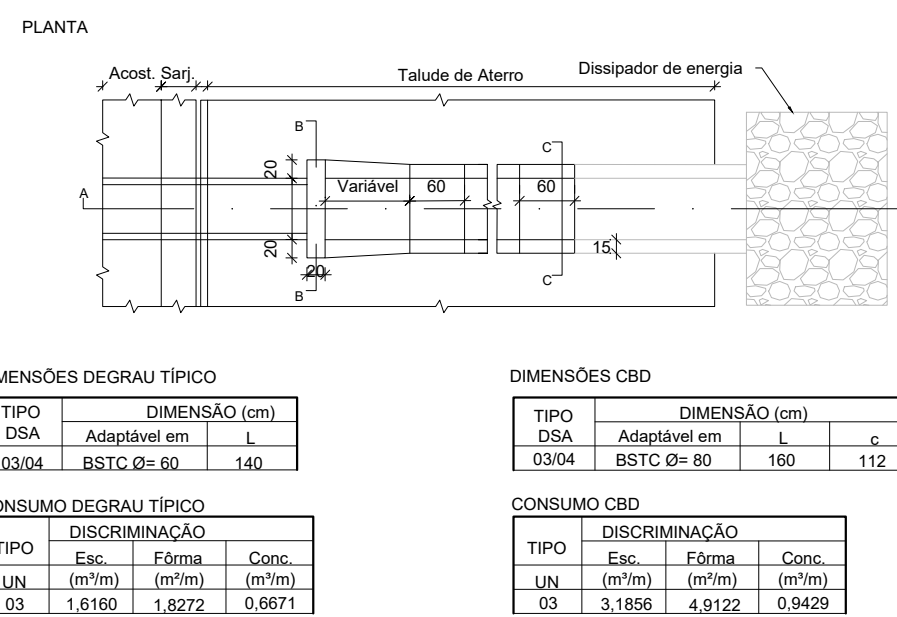 PLANTA
Acost. Sarj. Talude de Aterro Dissipador de energia
B
C
20
Variável 60 60
A
20
15
20
B
C
MENSÕES DEGRAU TÍPICO
TIPO DSA DIMENSÃO (cm)
Adaptável em L
03/04 BSTC Ø= 60 140
DIMENSÕES CBD
TIPO DSA DIMENSÃO (cm)
Adaptável em L c
03/04 BSTC Ø= 80 160 112
ONSUMO DEGRAU TÍPICO
TIPO DISCRIMINAÇÃO
Esc. Fôrma Conc.
UN (m³/m) (m²/m) (m³/m)
03 1,6160 1,8272 0,6671
CONSUMO CBD
TIPO DISCRIMINAÇÃO
Esc. Fôrma Conc.
UN (m³/m) (m²/m) (m³/m)
03 3,1856 4,9122 0,9429